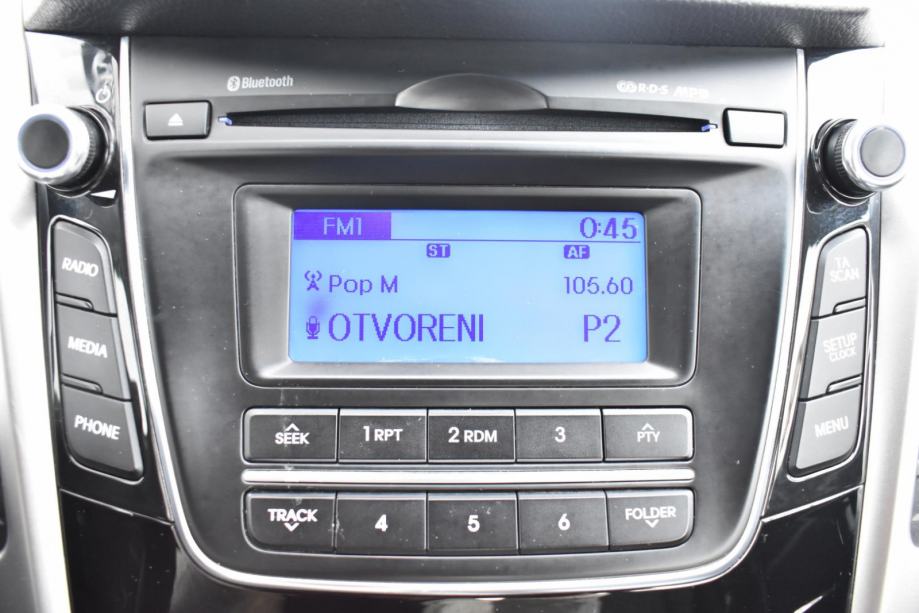 Bluetooth
R·D·S MP3
FM1 0:45
ST AF
Pop M 105.60
OTVORENI P2
RADIO
MEDIA
PHONE
TA
SCAN
SETUP
CLOCK
MENU
SEEK 1 RPT 2 RDM 3 PTY
TRACK 4 5 6 FOLDER